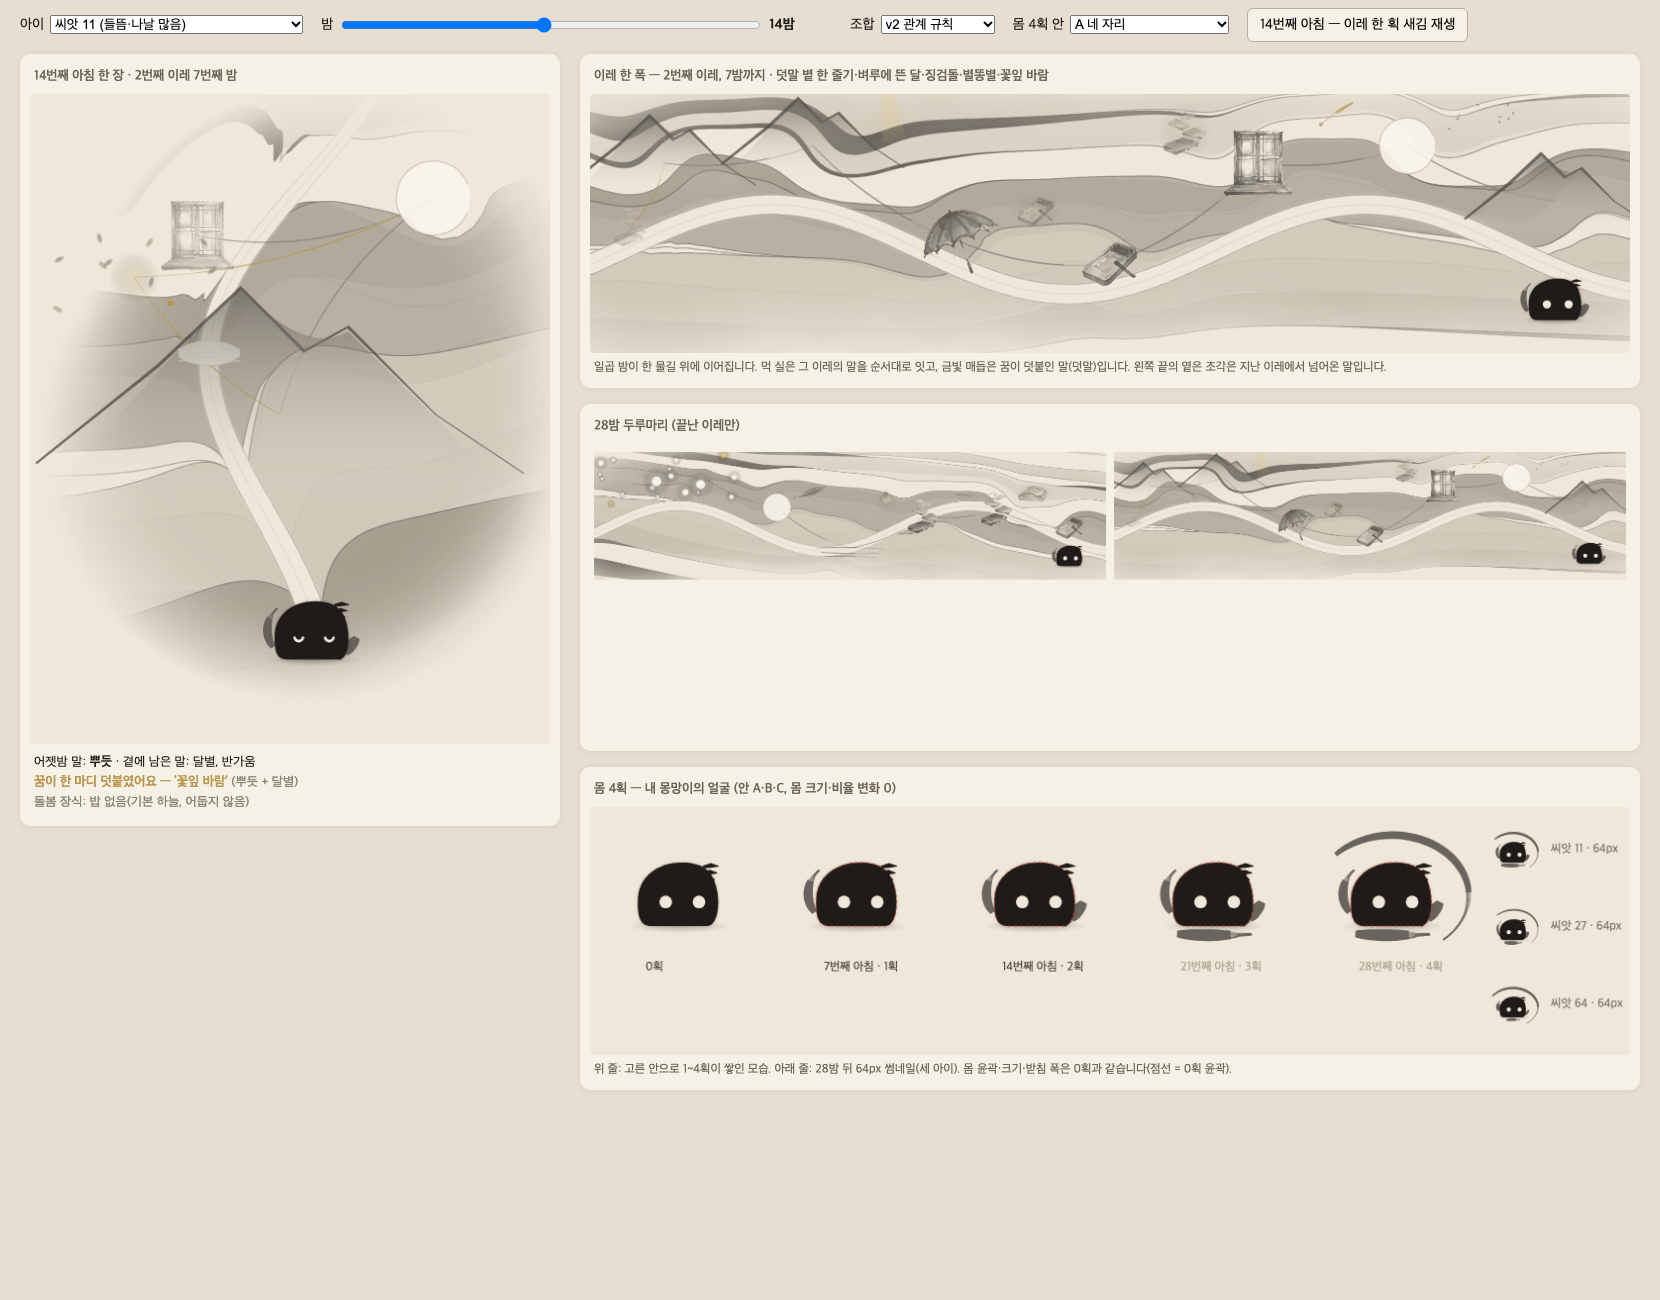 아이 씨앗 11 (들뜸·나날 많음) 밤 14밤 조합 v2 관계 규칙 몸 4획 안 A 네 자리 14번째 아침 — 이레 한 획 새김 재생
14번째 아침 한 장 · 2번째 이레 7번째 밤
어젯밤 말: 뿌듯 · 곁에 남은 말: 달별, 반가움
꿈이 한 마디 덧붙였어요 — ‘꽃잎 바람’ (뿌듯 + 달별)
돌봄 장식: 밥 없음(기본 하늘, 어둡지 않음)
이레 한 폭 — 2번째 이레, 7밤까지 · 덧말 볕 한 줄기·벼루에 뜬 달·징검돌·별똥별·꽃잎 바람
일곱 밤이 한 물길 위에 이어집니다. 먹 실은 그 이레의 말을 순서대로 잇고, 금빛 매듭은 꿈이 덧붙인 말(덧말)입니다. 왼쪽 끝의 옅은 조각은 지난 이레에서 넘어온 말입니다.
28밤 두루마리 (끝난 이레만)
몸 4획 — 내 몽망이의 얼굴 (안 A·B·C, 몸 크기·비율 변화 0)
씨앗 11 · 64px
씨앗 27 · 64px
0획 7번째 아침 · 1획 14번째 아침 · 2획 21번째 아침 · 3획 28번째 아침 · 4획
씨앗 64 · 64px
위 줄: 고른 안으로 1~4획이 쌓인 모습. 아래 줄: 28밤 뒤 64px 썸네일(세 아이). 몸 윤곽·크기·받침 폭은 0획과 같습니다(점선 = 0획 윤곽).